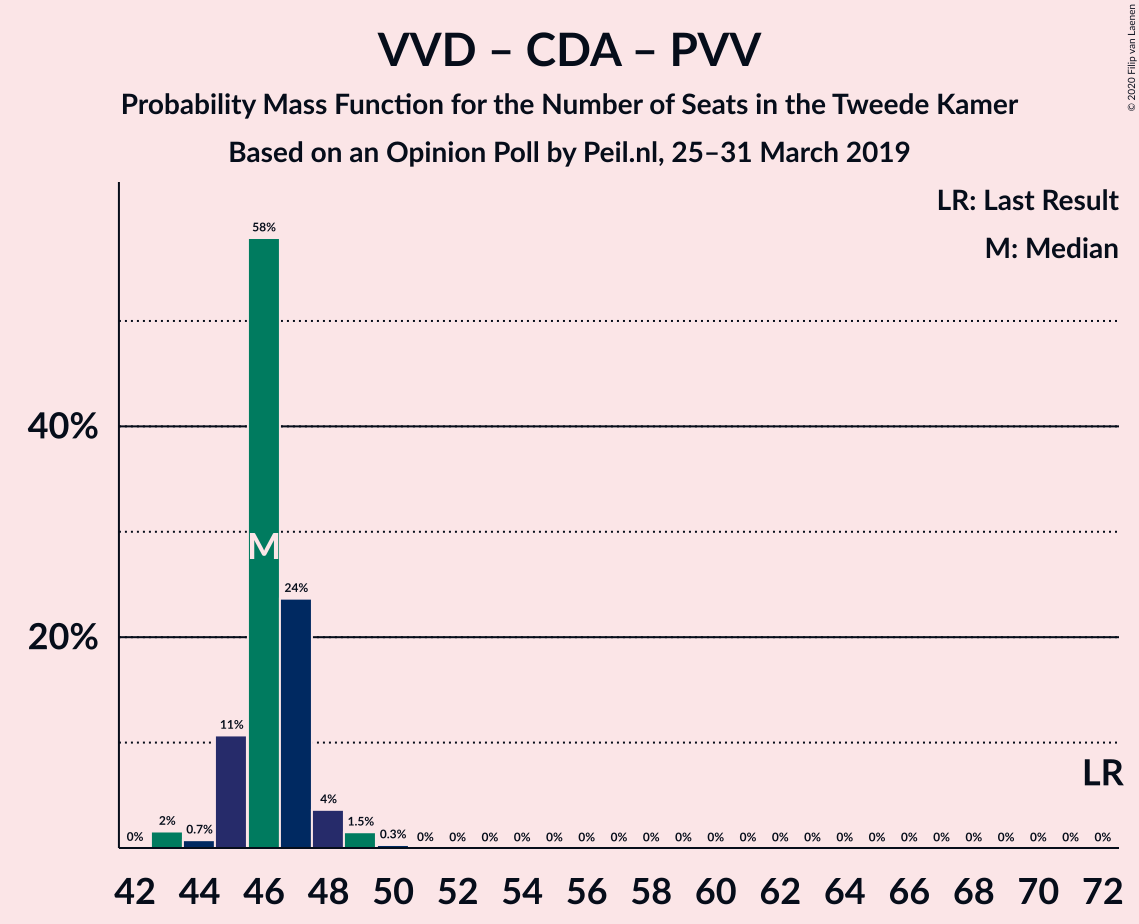 VVD – CDA – PVV
Probability Mass Function for the Number of Seats in the Tweede Kamer
Based on an Opinion Poll by Peil.nl, 25–31 March 2019
© 2020 Filip van Laenen
LR: Last Result
M: Median
40%
20%
0% 2% 0.7% 11% 58% 24% 4% 1.5% 0.3% 0% 0% 0% 0% 0% 0% 0% 0% 0% 0% 0% 0% 0% 0% 0% 0% 0% 0% 0% 0% 0% 0%
M
LR
42 44 46 48 50 52 54 56 58 60 62 64 66 68 70 72